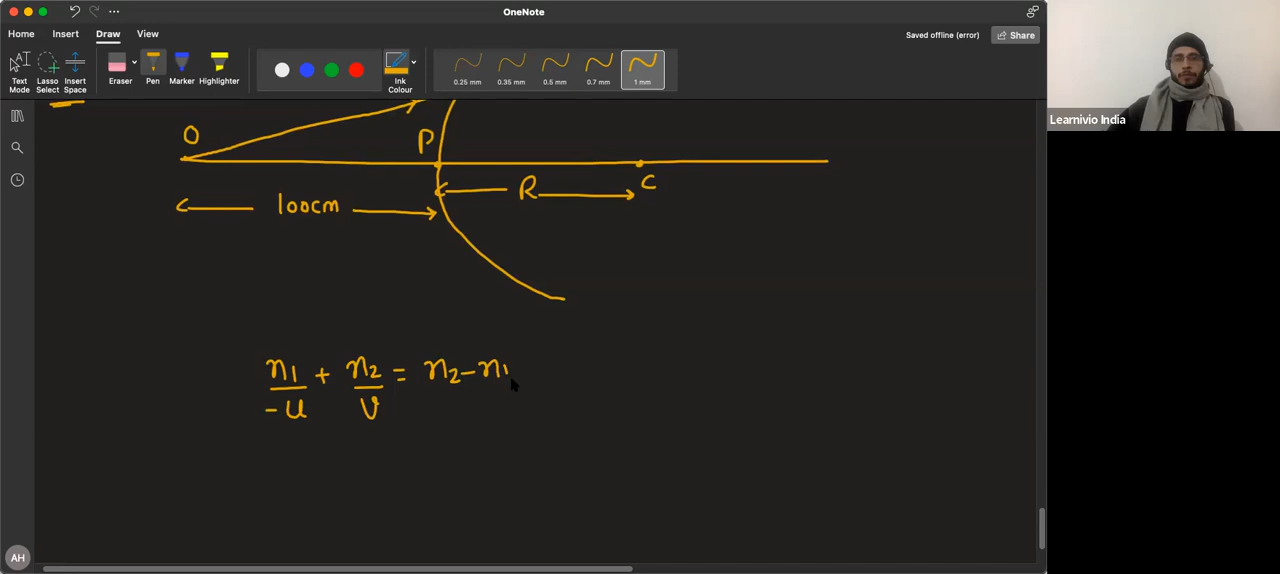 OneNote
Home Insert Draw View
Saved offline (error)
Share
Text Mode
Lasso Select
Insert Space
Eraser
Pen
Marker
Highlighter
Ink Colour
0.25 mm
0.35 mm
0.5 mm
0.7 mm
1 mm
Learnivio India
O
P
C
R
100cm
n₁/-u + n₂/v = n₂-n₁
AH